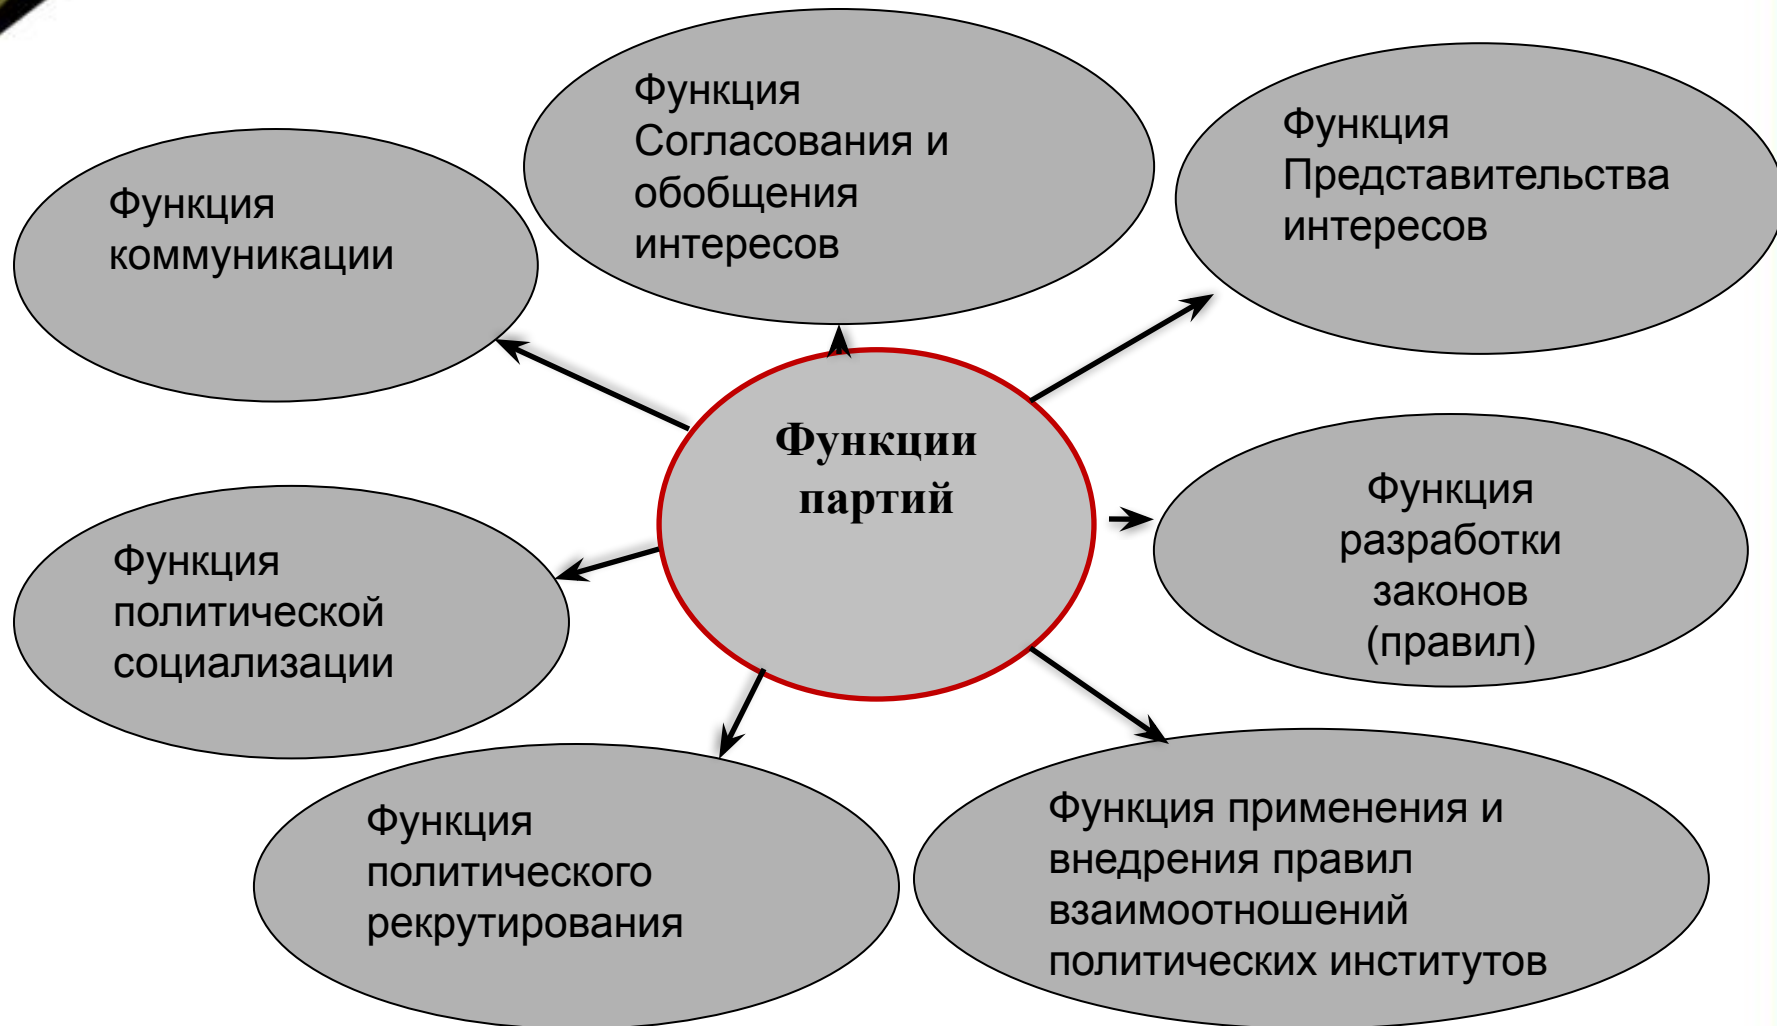 Функция
Согласования и
обобщения
интересов
Функция
Представительства
интересов
Функция
коммуникации
Функции
партий
Функция
разработки
законов
(правил)
Функция
политической
социализации
Функция
политического
рекрутирования
Функция применения и
внедрения правил
взаимоотношений
политических институтов